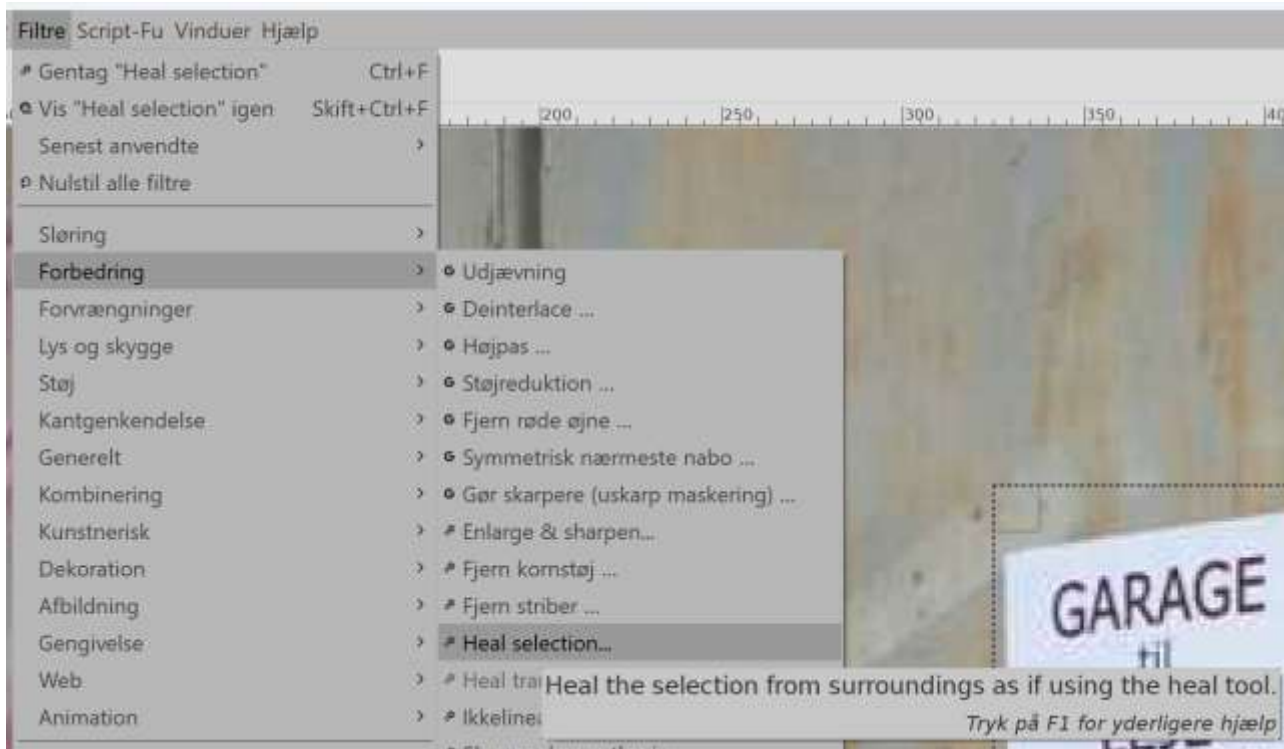 Filtre Script-Fu Vinduer Hjælp
Gentag "Heal selection" Ctrl+F
Vis "Heal selection" igen Skift+Ctrl+F
Senest anvendte
Nulstil alle filtre
Sløring
Forbedring
Forvrængninger
Lys og skygge
Støj
Kantgenkendelse
Generelt
Kombinering
Kunstnerisk
Dekoration
Afbildning
Gengivelse
Web
Animation
Udjævning
Deinterlace ...
Højpas ...
Støjreduktion ...
Fjern røde øjne ...
Symmetrisk nærmeste nabo ...
Gør skarpere (uskarp maskering) ...
Enlarge & sharpen...
Fjern kornstøj ...
Fjern striber ...
Heal selection...
Heal
Heal the selection from surroundings as if using the heal tool.
Tryk på F1 for yderligere hjælp
200 250 300 350
GARAGE
til